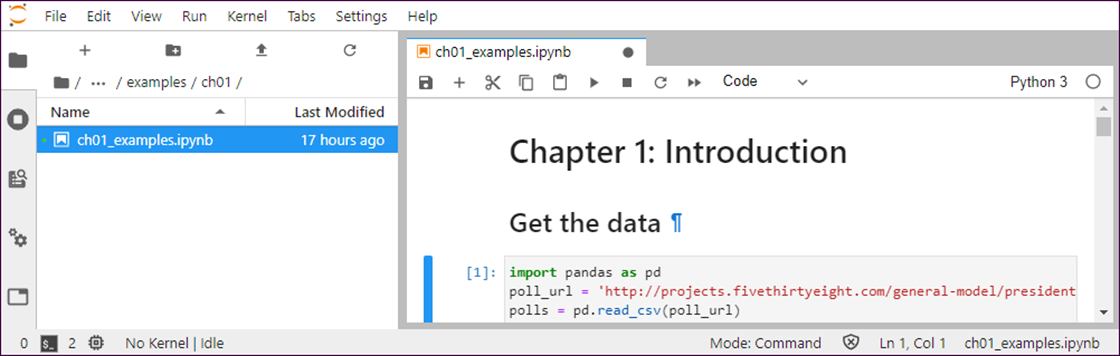 File Edit View Run Kernel Tabs Settings Help
ch01_examples.ipynb
/ ··· / examples / ch01 /
Code
Python 3
Name
Last Modified
ch01_examples.ipynb
17 hours ago
Chapter 1: Introduction
Get the data ¶
[1]:
import pandas as pd
poll_url = 'http://projects.fivethirtyeight.com/general-model/president
polls = pd.read_csv(poll_url)
0 $_ 2 No Kernel | Idle
Mode: Command
Ln 1, Col 1
ch01_examples.ipynb